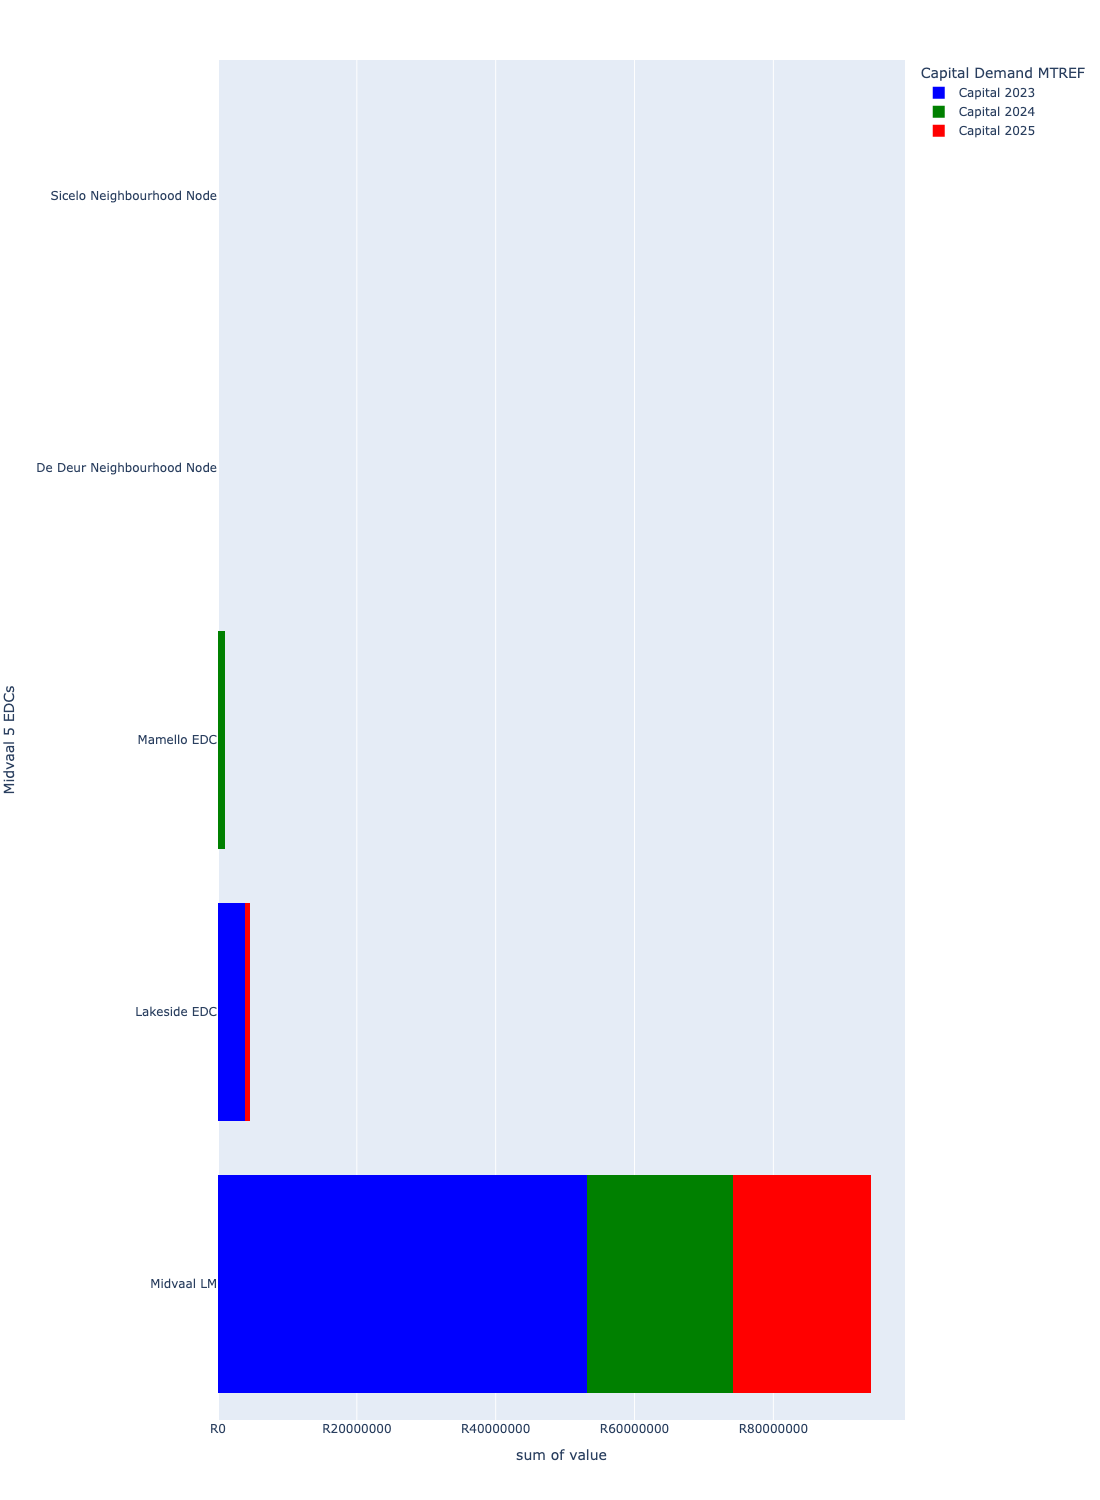 Capital Demand MTREF
Capital 2023
Capital 2024
Capital 2025
Sicelo Neighbourhood Node
De Deur Neighbourhood Node
Mamello EDC
Lakeside EDC
Midvaal LM
Midvaal 5 EDCs
R0 R20000000 R40000000 R60000000 R80000000
sum of value